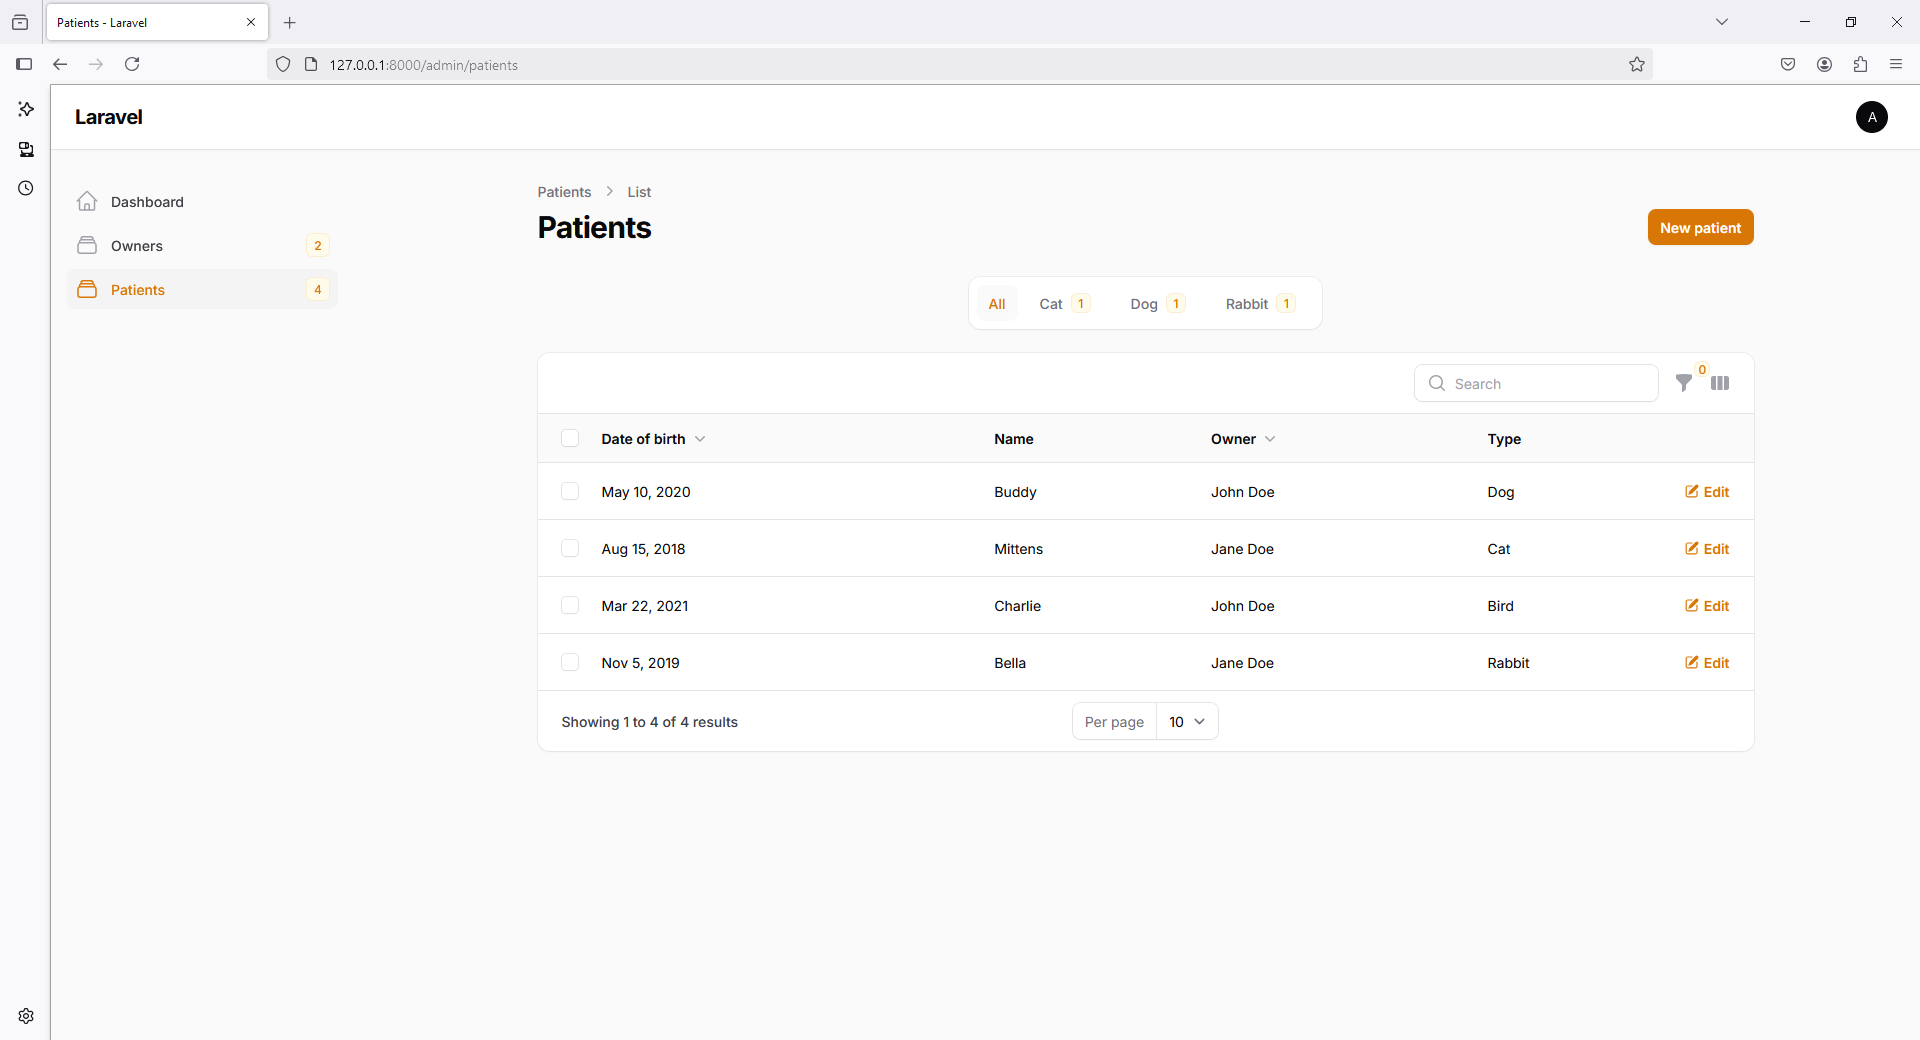 Patients - Laravel
127.0.0.1:8000/admin/patients
Laravel
A
Dashboard
Owners 2
Patients 4
Patients List
Patients
New patient
All Cat 1 Dog 1 Rabbit 1
Search 0
Date of birth Name Owner Type
May 10, 2020 Buddy John Doe Dog Edit
Aug 15, 2018 Mittens Jane Doe Cat Edit
Mar 22, 2021 Charlie John Doe Bird Edit
Nov 5, 2019 Bella Jane Doe Rabbit Edit
Showing 1 to 4 of 4 results Per page 10